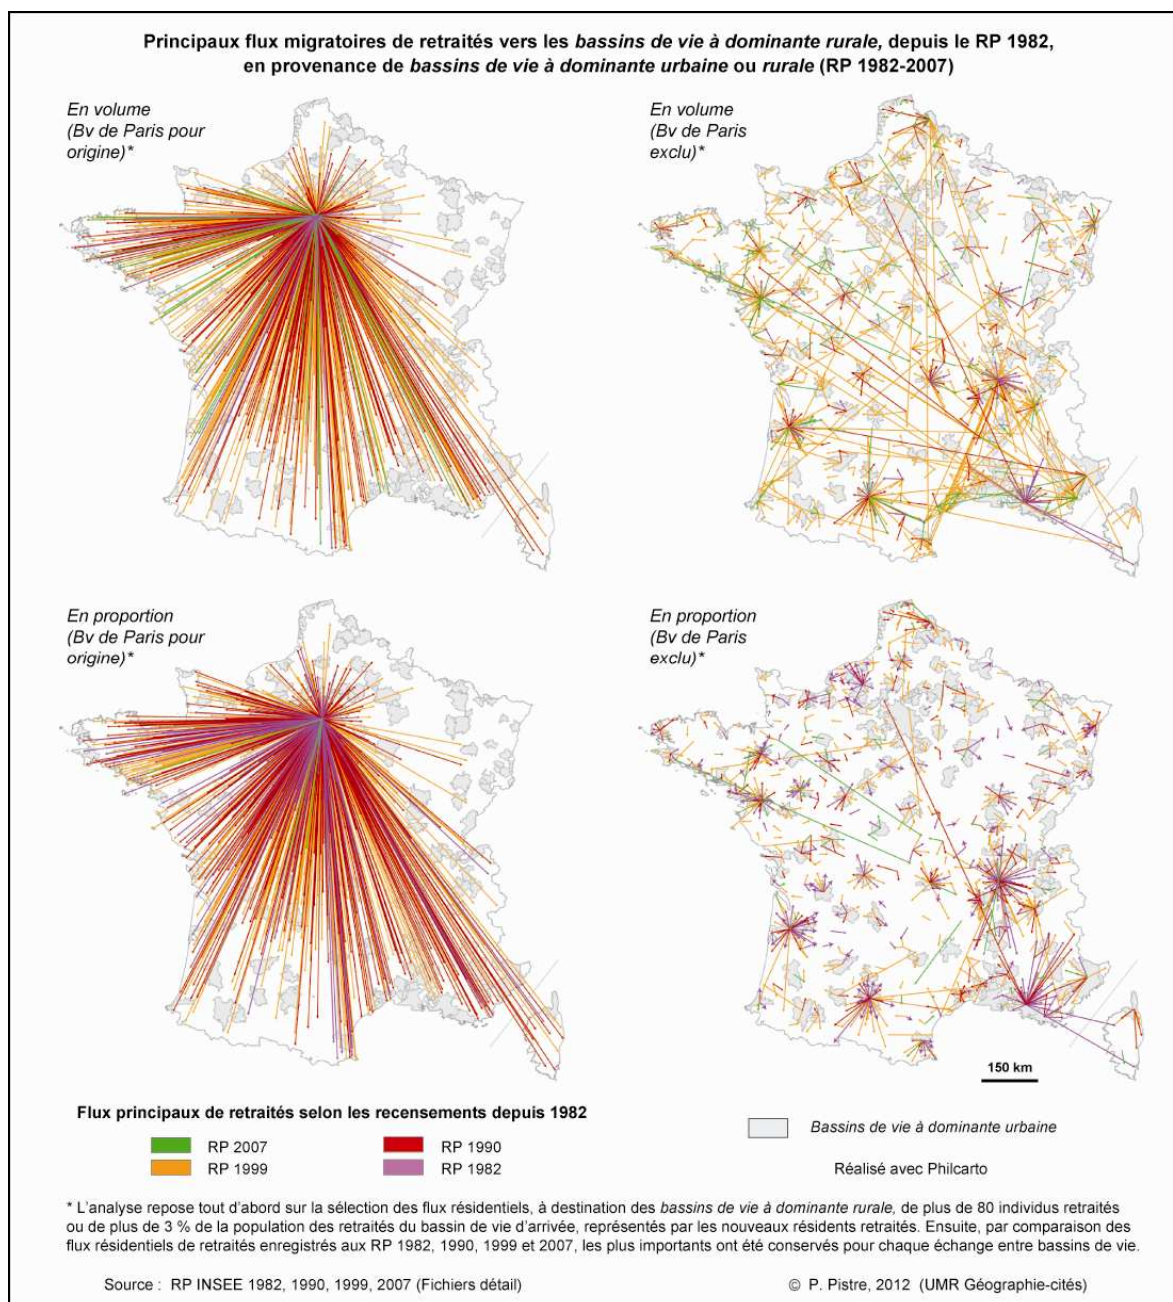 Principaux flux migratoires de retraités vers les bassins de vie à dominante rurale, depuis le RP 1982,
en provenance de bassins de vie à dominante urbaine ou rurale (RP 1982-2007)
En volume
(Bv de Paris pour
origine)*
En volume
(Bv de Paris
exclu)*
En proportion
(Bv de Paris pour
origine)*
En proportion
(Bv de Paris
exclu)*
150 km
Flux principaux de retraités selon les recensements depuis 1982
RP 2007
RP 1990
RP 1999
RP 1982
Bassins de vie à dominante urbaine
Réalisé avec Philcarto
* L'analyse repose tout d'abord sur la sélection des flux résidentiels, à destination des bassins de vie à dominante rurale, de plus de 80 individus retraités
ou de plus de 3 % de la population des retraités du bassin de vie d'arrivée, représentés par les nouveaux résidents retraités. Ensuite, par comparaison des
flux résidentiels de retraités enregistrés aux RP 1982, 1990, 1999 et 2007, les plus importants ont été conservés pour chaque échange entre bassins de vie.
Source : RP INSEE 1982, 1990, 1999, 2007 (Fichiers détail)
© P. Pistre, 2012 (UMR Géographie-cités)